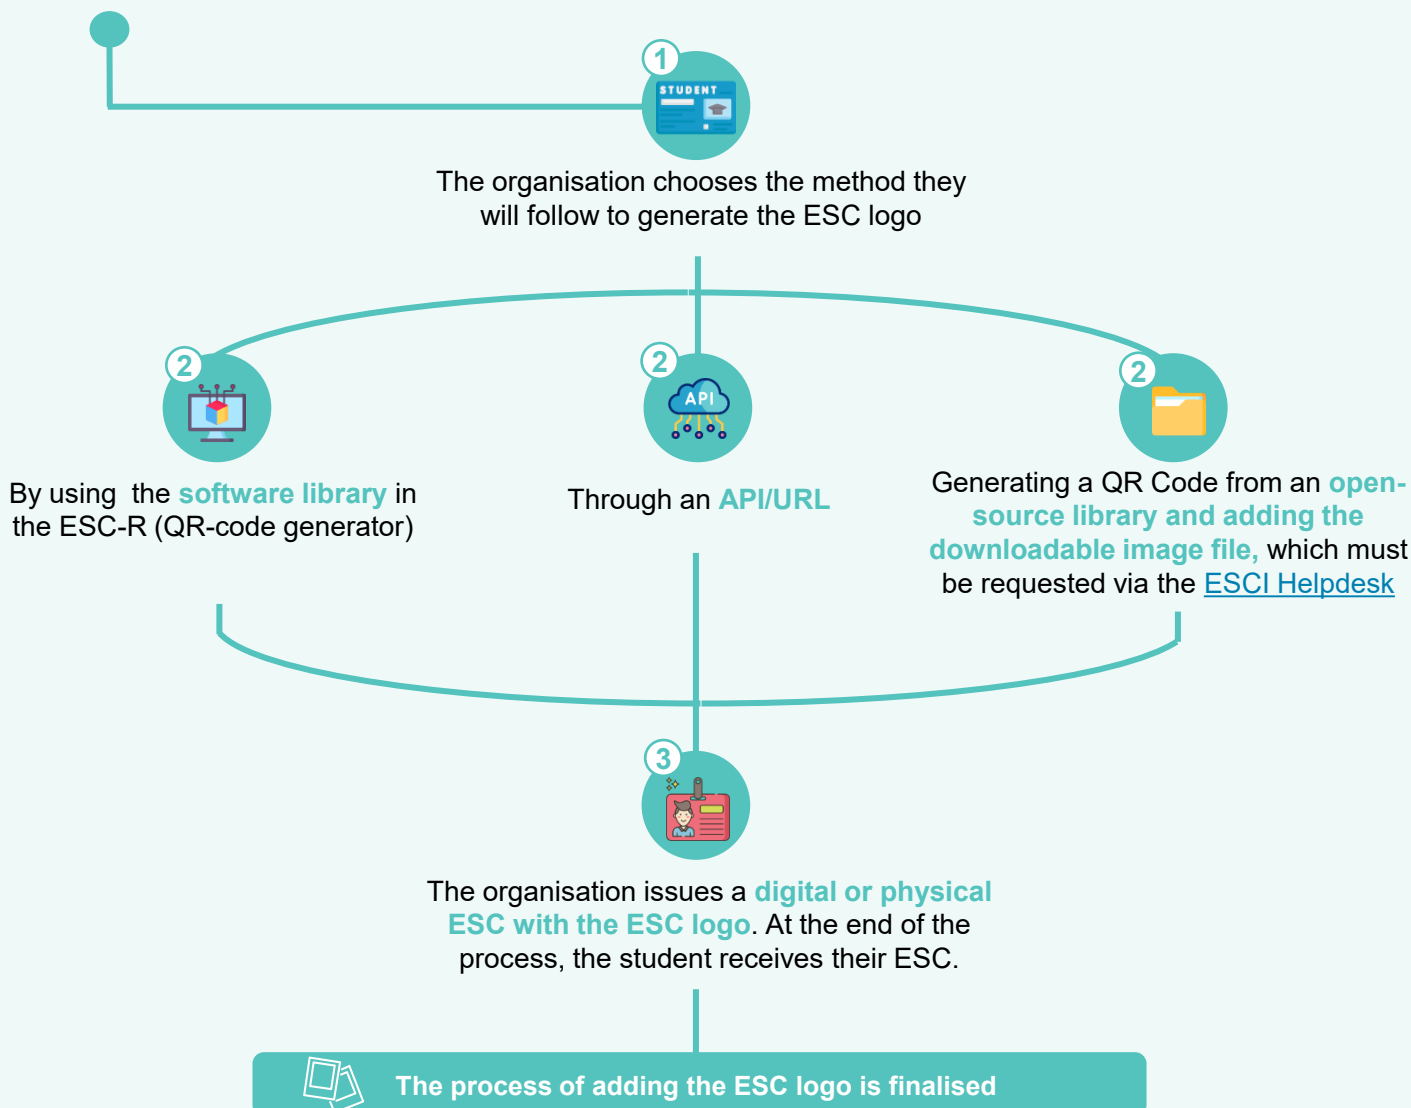 1
STUDENT
The organisation chooses the method they
will follow to generate the ESC logo
2
By using the software library in
the ESC-R (QR-code generator)
2
API
Through an API/URL
2
Generating a QR Code from an open-
source library and adding the
downloadable image file, which must
be requested via the ESCI Helpdesk
3
The organisation issues a digital or physical
ESC with the ESC logo. At the end of the
process, the student receives their ESC.
The process of adding the ESC logo is finalised